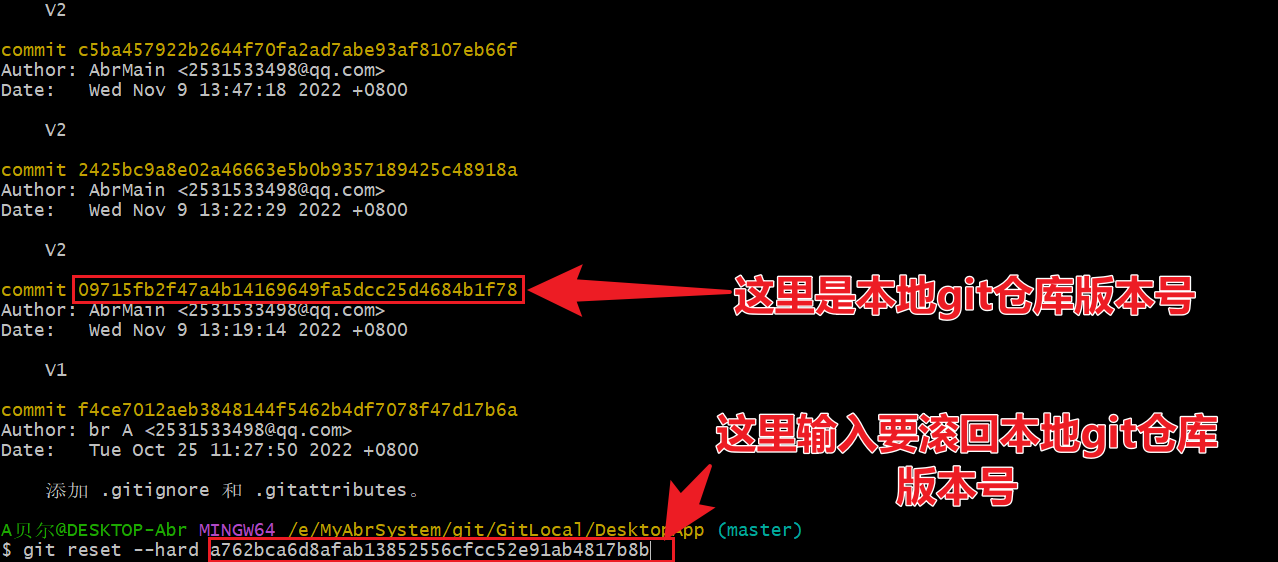 V2
commit c5ba457922b2644f70fa2ad7abe93af8107eb66f
Author: AbrMain <2531533498@qq.com>
Date:   Wed Nov 9 13:47:18 2022 +0800
V2
commit 2425bc9a8e02a46663e5b0b9357189425c48918a
Author: AbrMain <2531533498@qq.com>
Date:   Wed Nov 9 13:22:29 2022 +0800
V2
commit 09715fb2f47a4b14169649fa5dcc25d4684b1f78
这里是本地git仓库版本号
Author: AbrMain <2531533498@qq.com>
Date:   Wed Nov 9 13:19:14 2022 +0800
V1
commit f4ce7012aeb3848144f5462b4df7078f47d17b6a
Author: br A <2531533498@qq.com>
Date:   Tue Oct 25 11:27:50 2022 +0800
这里输入要滚回本地git仓库
版本号
添加 .gitignore 和 .gitattributes。
A贝尔@DESKTOP-Abr MINGW64 /e/MyAbrSystem/git/GitLocal/DesktopApp (master)
$ git reset --hard a762bca6d8afab13852556cfcc52e91ab4817b8b